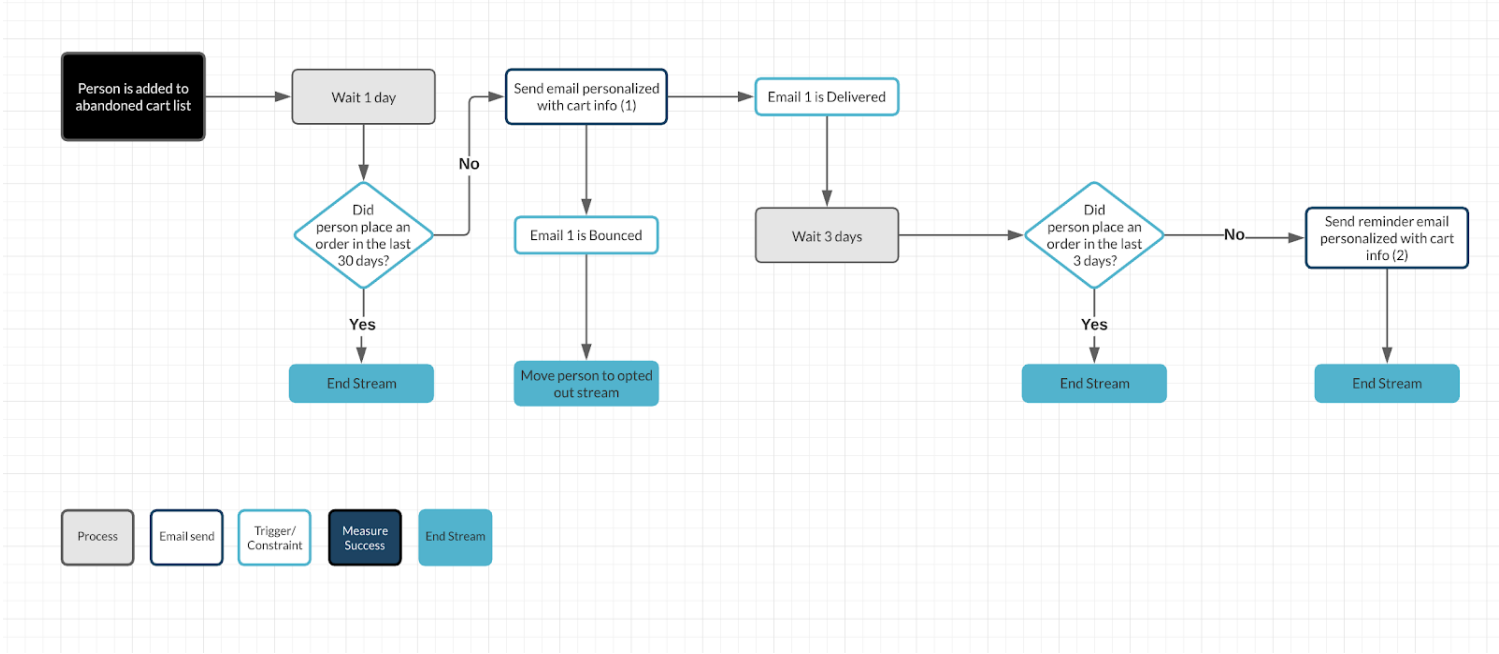 Person is added to
abandoned cart list
Wait 1 day
Send email personalized
with cart info (1)
Email 1 is Delivered
No
Did
person place an
order in the last
30 days?
Email 1 is Bounced
Wait 3 days
Did
person place an
order in the last
3 days?
No
Send reminder email
personalized with cart
info (2)
Yes
Yes
End Stream
Move person to opted
out stream
End Stream
End Stream
Process
Email send
Trigger/
Constraint
Measure
Success
End Stream